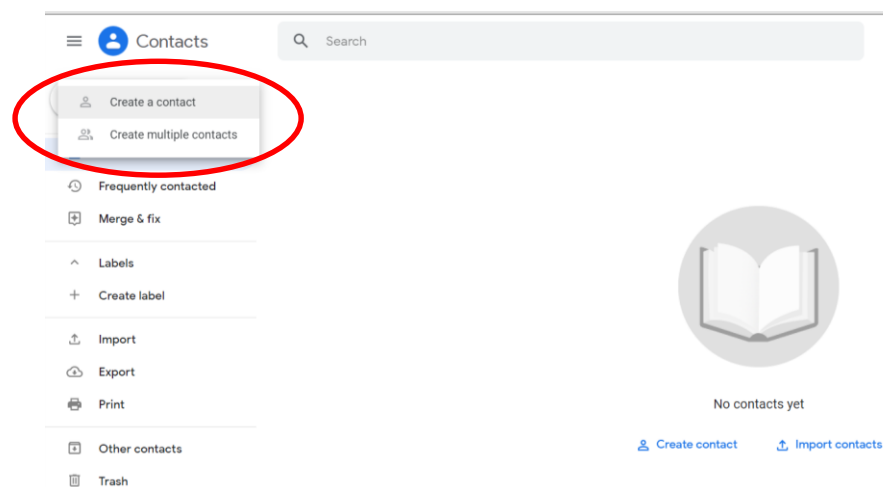 Contacts
Search
Create a contact
Create multiple contacts
Frequently contacted
Merge & fix
Labels
Create label
Import
Export
Print
Other contacts
Trash
No contacts yet
Create contact Import contacts